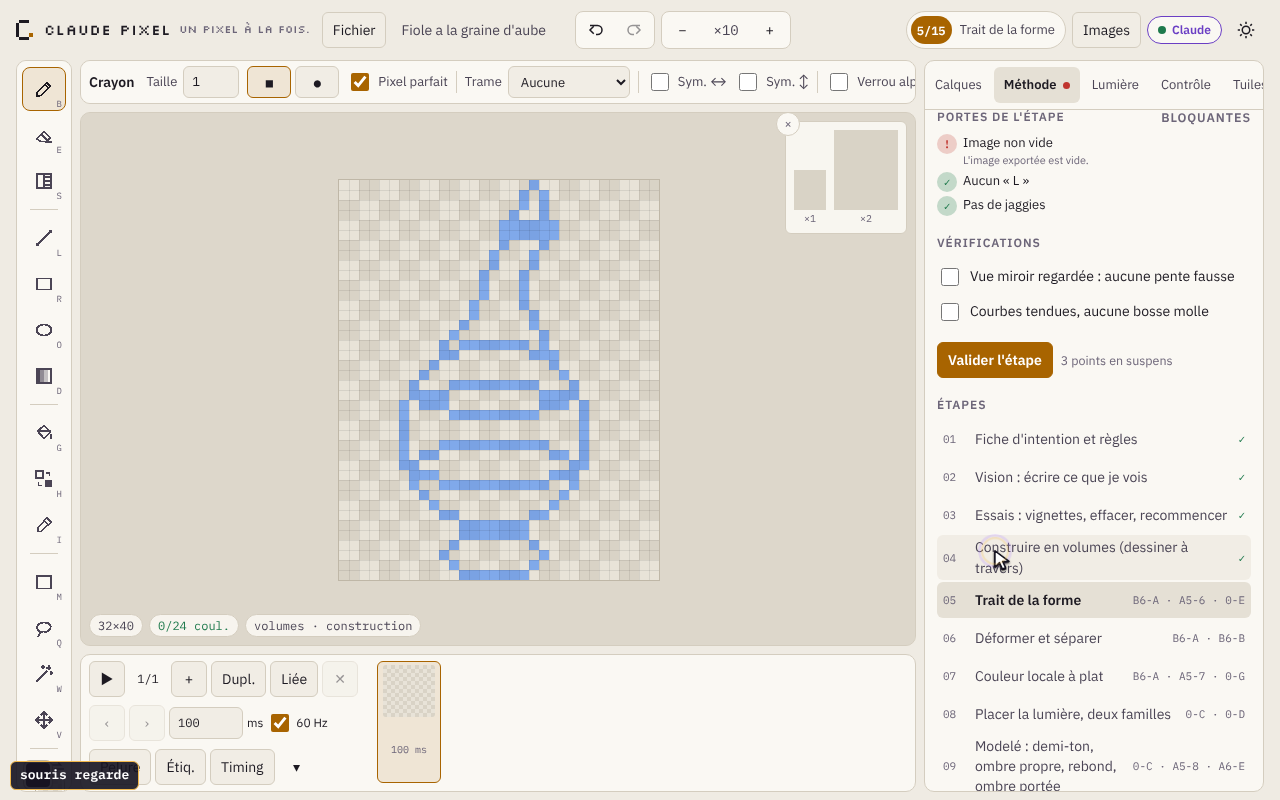 CLAUDE PIXEL UN PIXEL À LA FOIS. Fichier Fiole a la graine d'aube − ×10 + 5/15 Trait de la forme Images Claude
Crayon Taille 1 Pixel parfait Trame Aucune Sym. ↔ Sym. ↕ Verrou alp
B
E
S
L
R
O
D
G
H
I
M
Q
W
V
×
×1 ×2
32×40 0/24 coul. volumes · construction
1/1 + Dupl. Liée ×
‹ › 100 ms 60 Hz
Étiq. Timing ▼
100 ms
souris regarde
Calques Méthode Lumière Contrôle Tuiles
PORTES DE L'ÉTAPE BLOQUANTES
! Image non vide
L'image exportée est vide.
✓ Aucun « L »
✓ Pas de jaggies
VÉRIFICATIONS
Vue miroir regardée : aucune pente fausse
Courbes tendues, aucune bosse molle
Valider l'étape 3 points en suspens
ÉTAPES
01 Fiche d'intention et règles ✓
02 Vision : écrire ce que je vois ✓
03 Essais : vignettes, effacer, recommencer ✓
04 Construire en volumes (dessiner à travers) ✓
05 Trait de la forme B6-A · A5-6 · 0-E
06 Déformer et séparer B6-A · B6-B
07 Couleur locale à plat B6-A · A5-7 · 0-G
08 Placer la lumière, deux familles 0-C · 0-D
09 Modelé : demi-ton, ombre propre, rebond, ombre portée 0-C · A5-8 · A6-E